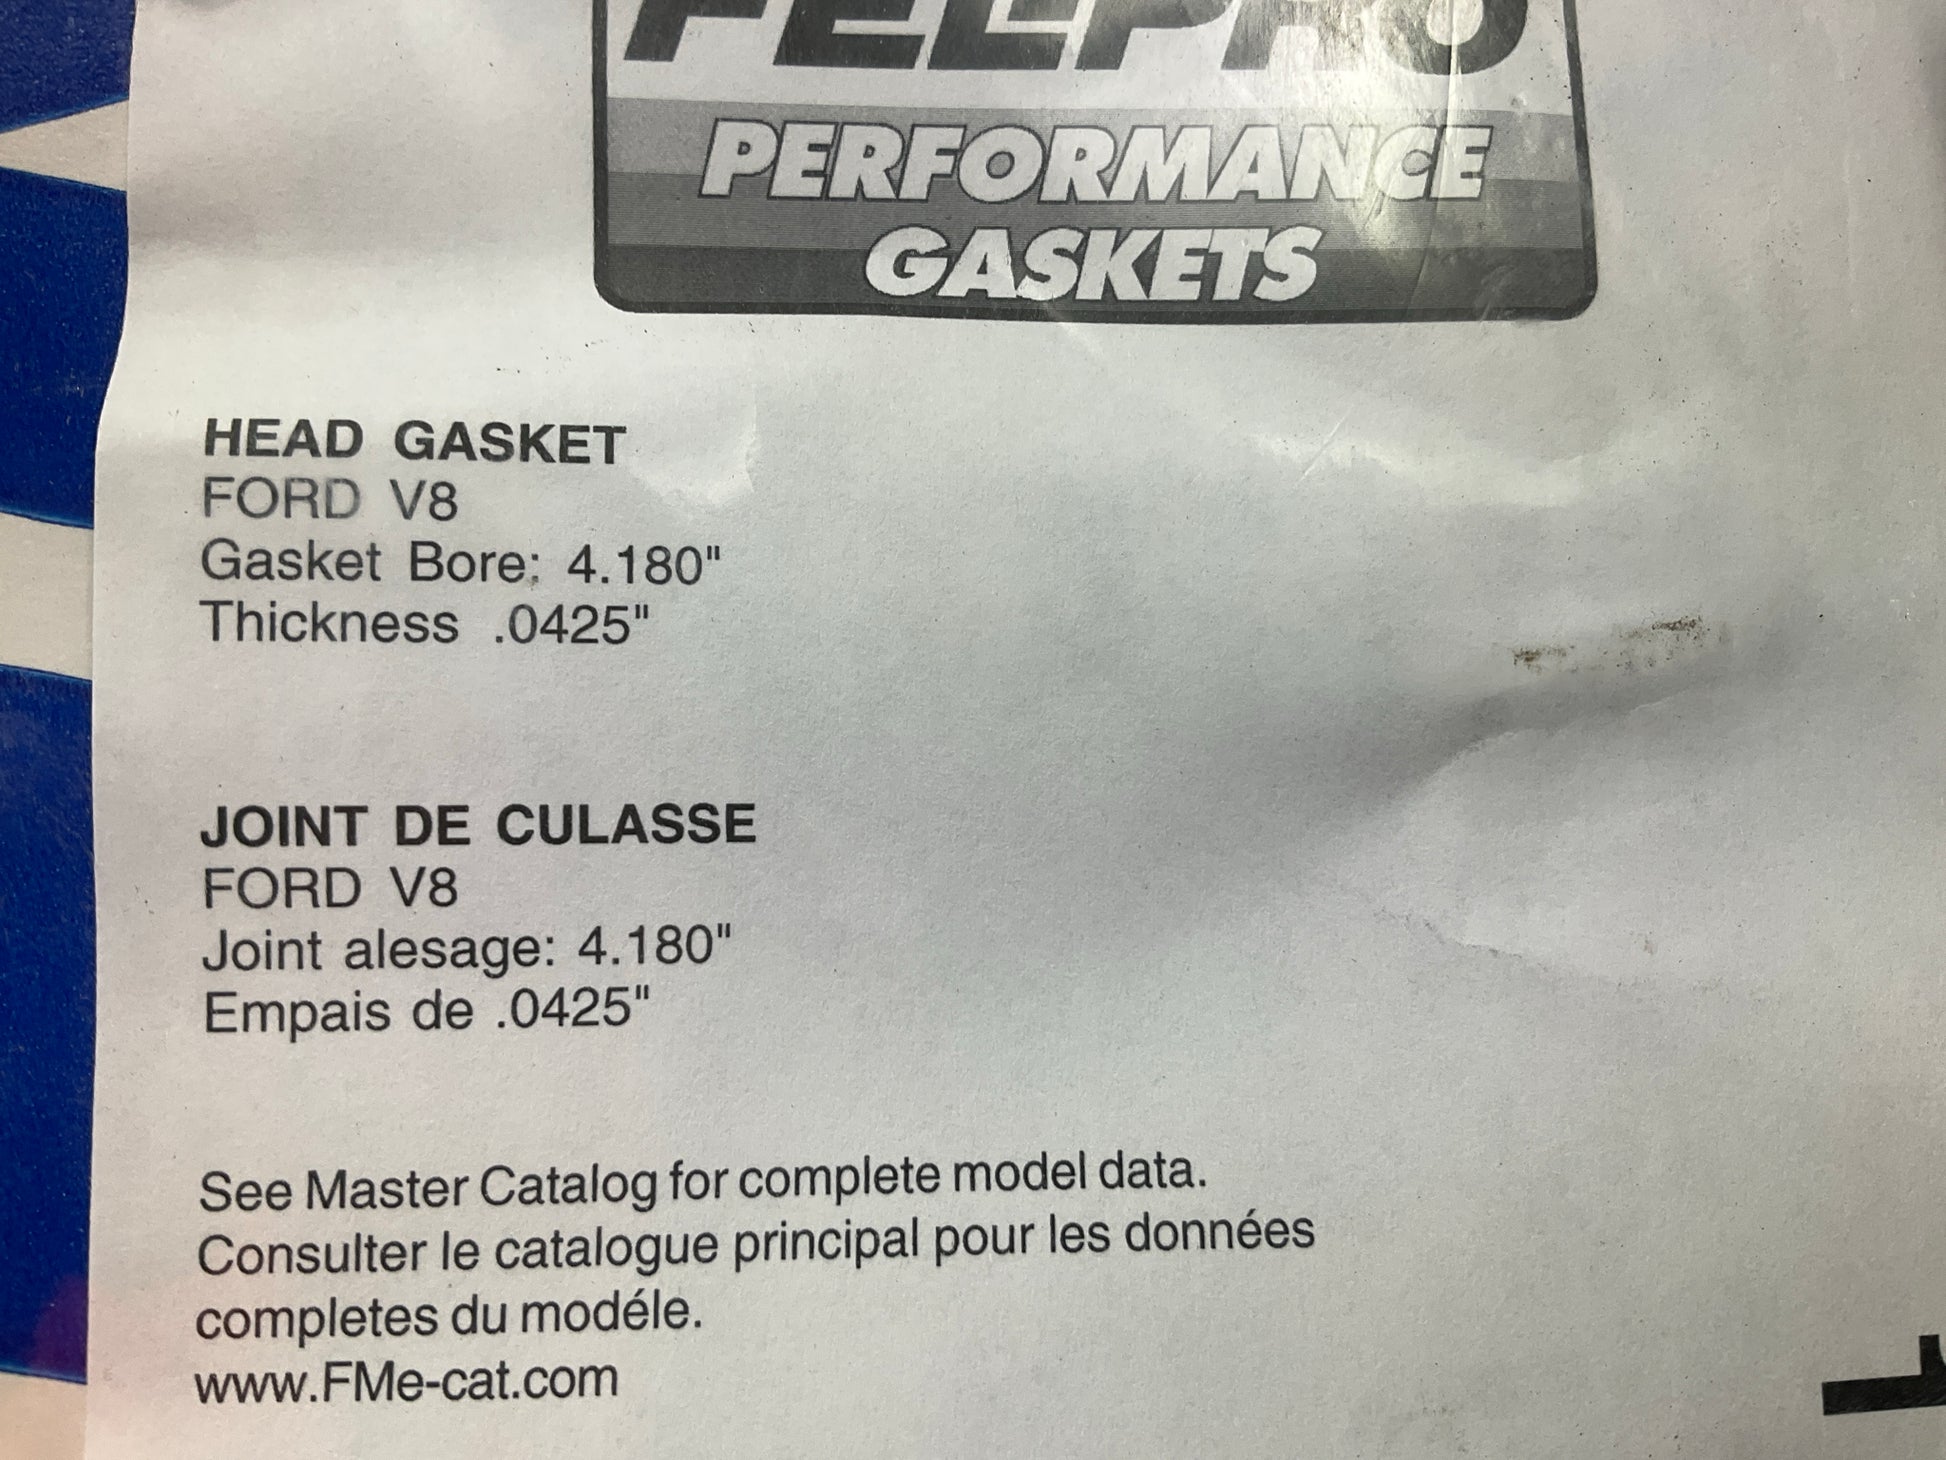 FELPRO
PERFORMANCE
GASKETS
HEAD GASKET
FORD V8
Gasket Bore: 4.180"
Thickness .0425"
JOINT DE CULASSE
FORD V8
Joint alesage: 4.180"
Empais de .0425"
See Master Catalog for complete model data.
Consulter le catalogue principal pour les données
completes du modéle.
www.FMe-cat.com